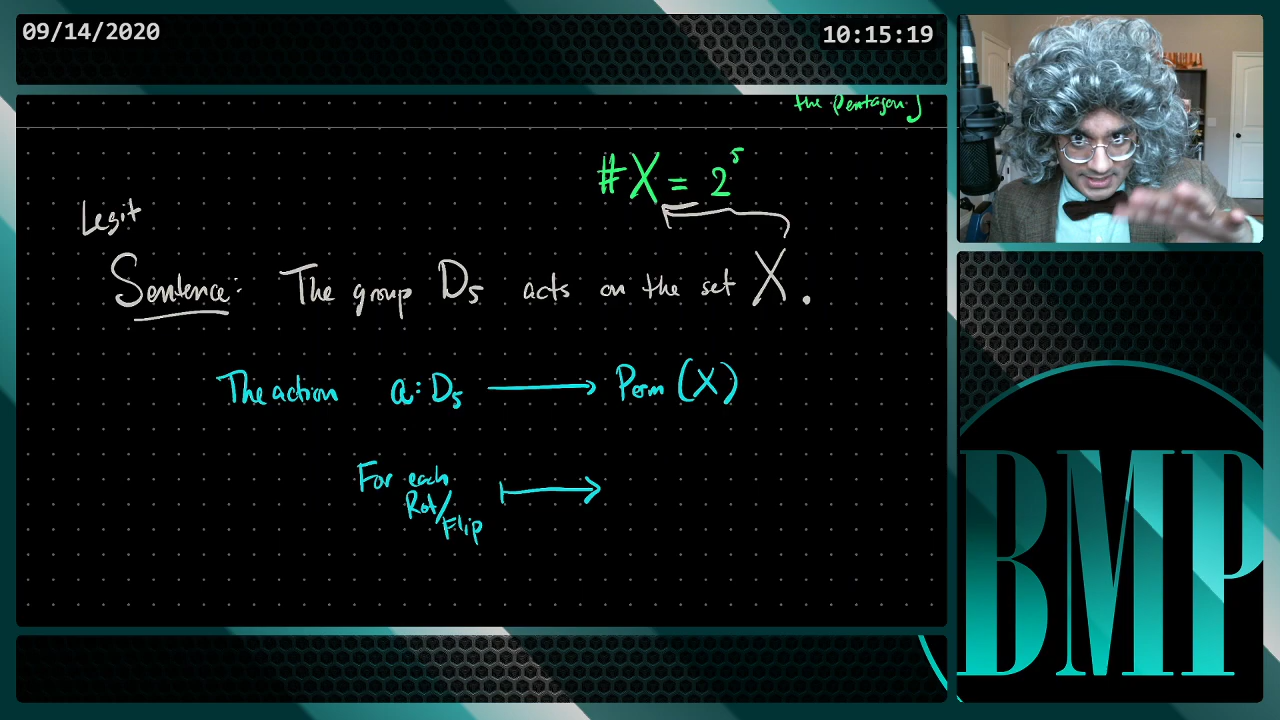 09/14/2020
10:15:19
the Pentagon }
#X = 2⁵
Legit
Sentence: The group D₅ acts on the set X.
The action a: D₅ ⟶ Perm (X)
For each ⟼
Rot/
Flip
BMP